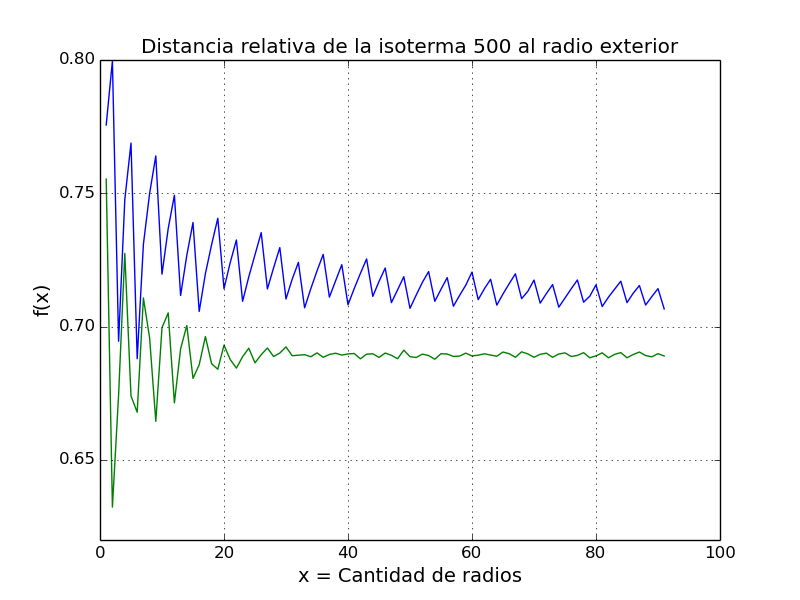 Distancia relativa de la isoterma 500 al radio exterior
0.80
0.75
0.70
0.65
f(x)
0 20 40 60 80 100
x = Cantidad de radios